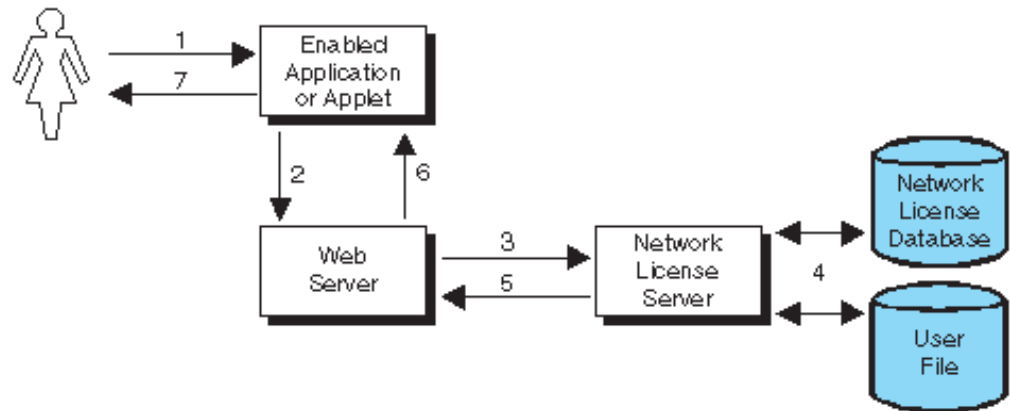 1
Enabled
Application
or Applet
7
2
6
Network
License
Database
Web
Server
3
Network
License
Server
5
4
User
File